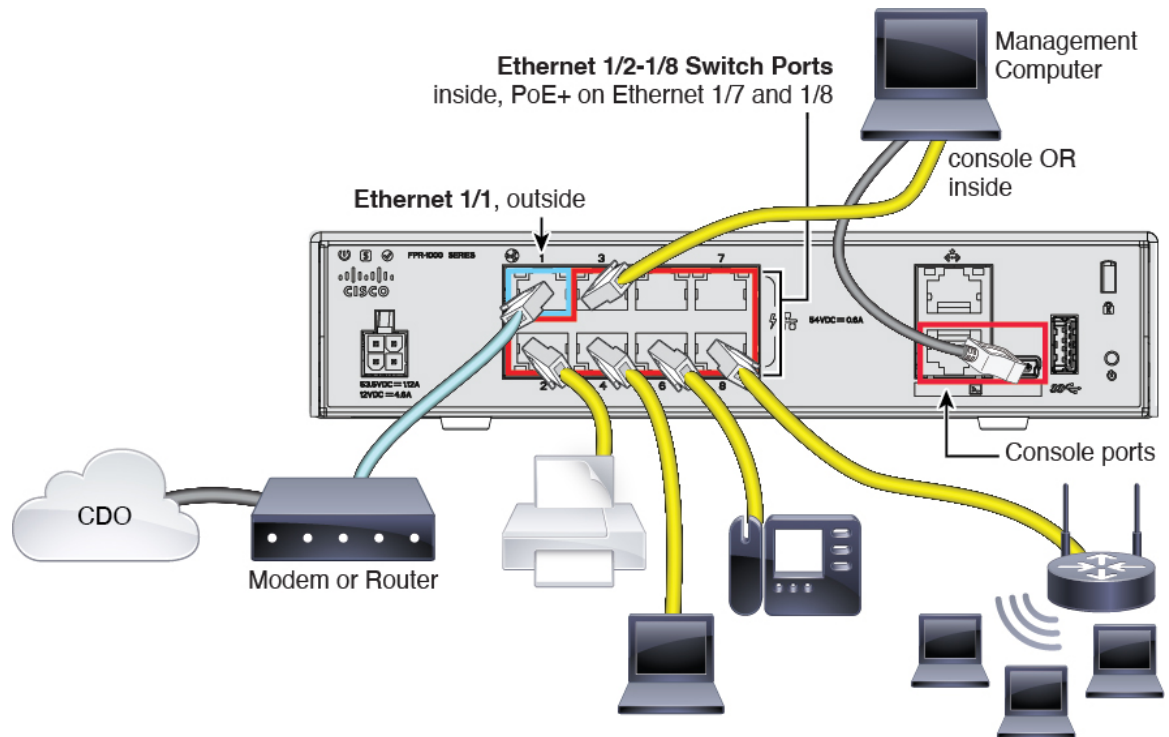 Management
Computer
Ethernet 1/2-1/8 Switch Ports
inside, PoE+ on Ethernet 1/7 and 1/8
console OR
inside
Ethernet 1/1, outside
FPR-1000 SERIES
1
3
7
CISCO
54VDC 0.6A
53.5VDC 1.12A
12VDC 4.6A
2
4
6
8
Console ports
CDO
Modem or Router